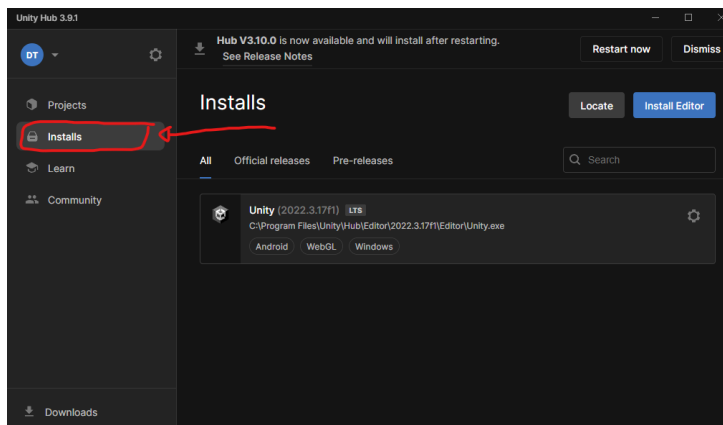 Unity Hub 3.9.1
DT
Hub V3.10.0 is now available and will install after restarting.
See Release Notes
Restart now
Dismiss
Projects
Installs
Learn
Community
Downloads
Installs
Locate
Install Editor
All
Official releases
Pre-releases
Search
Unity (2022.3.17f1) LTS
C:\Program Files\Unity\Hub\Editor\2022.3.17f1\Editor\Unity.exe
Android
WebGL
Windows